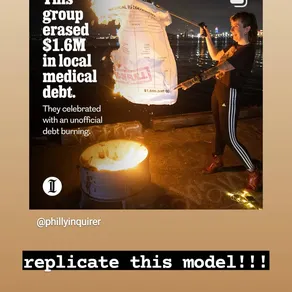 This
group
erased
$1.6M
in local
medical
debt.
They celebrated
with an unofficial
debt burning.
@phillyinquirer
replicate this model!!!